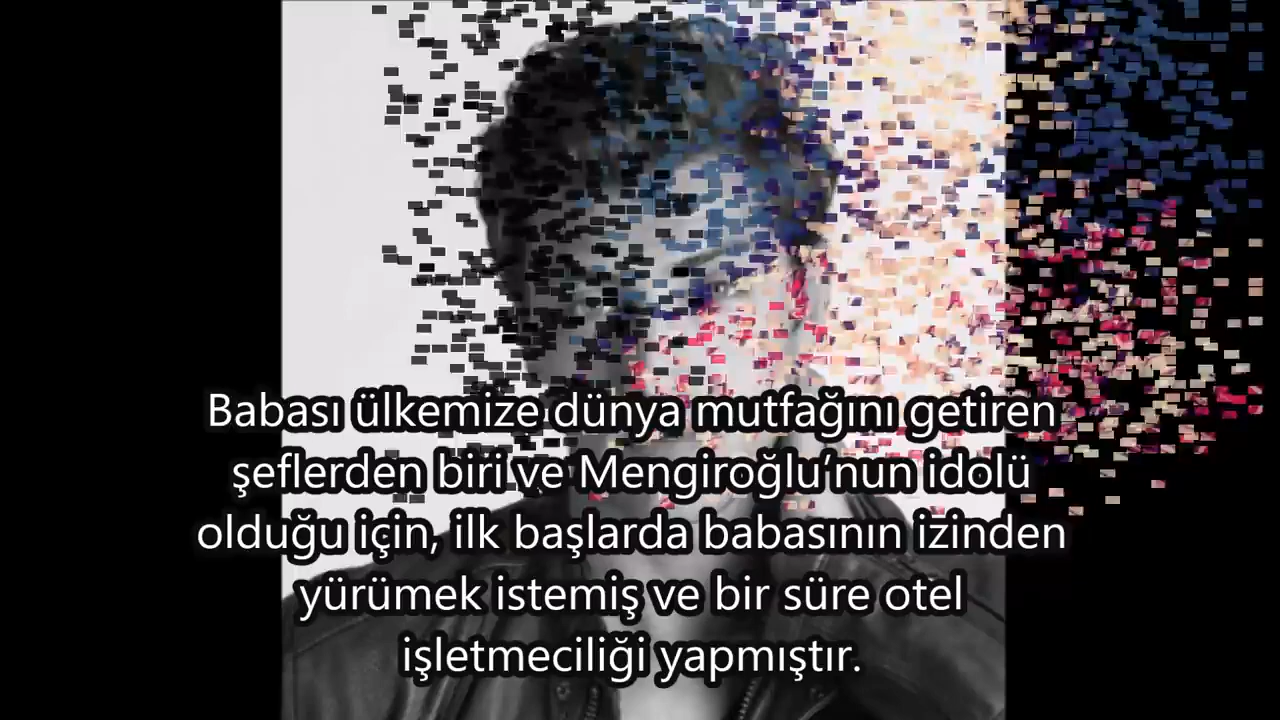 Babası ülkemize dünya mutfağını getiren
şeflerden biri ve Mengiroğlu’nun idolü
olduğu için, ilk başlarda babasının izinden
yürümek istemiş ve bir süre otel
işletmeciliği yapmıştır.